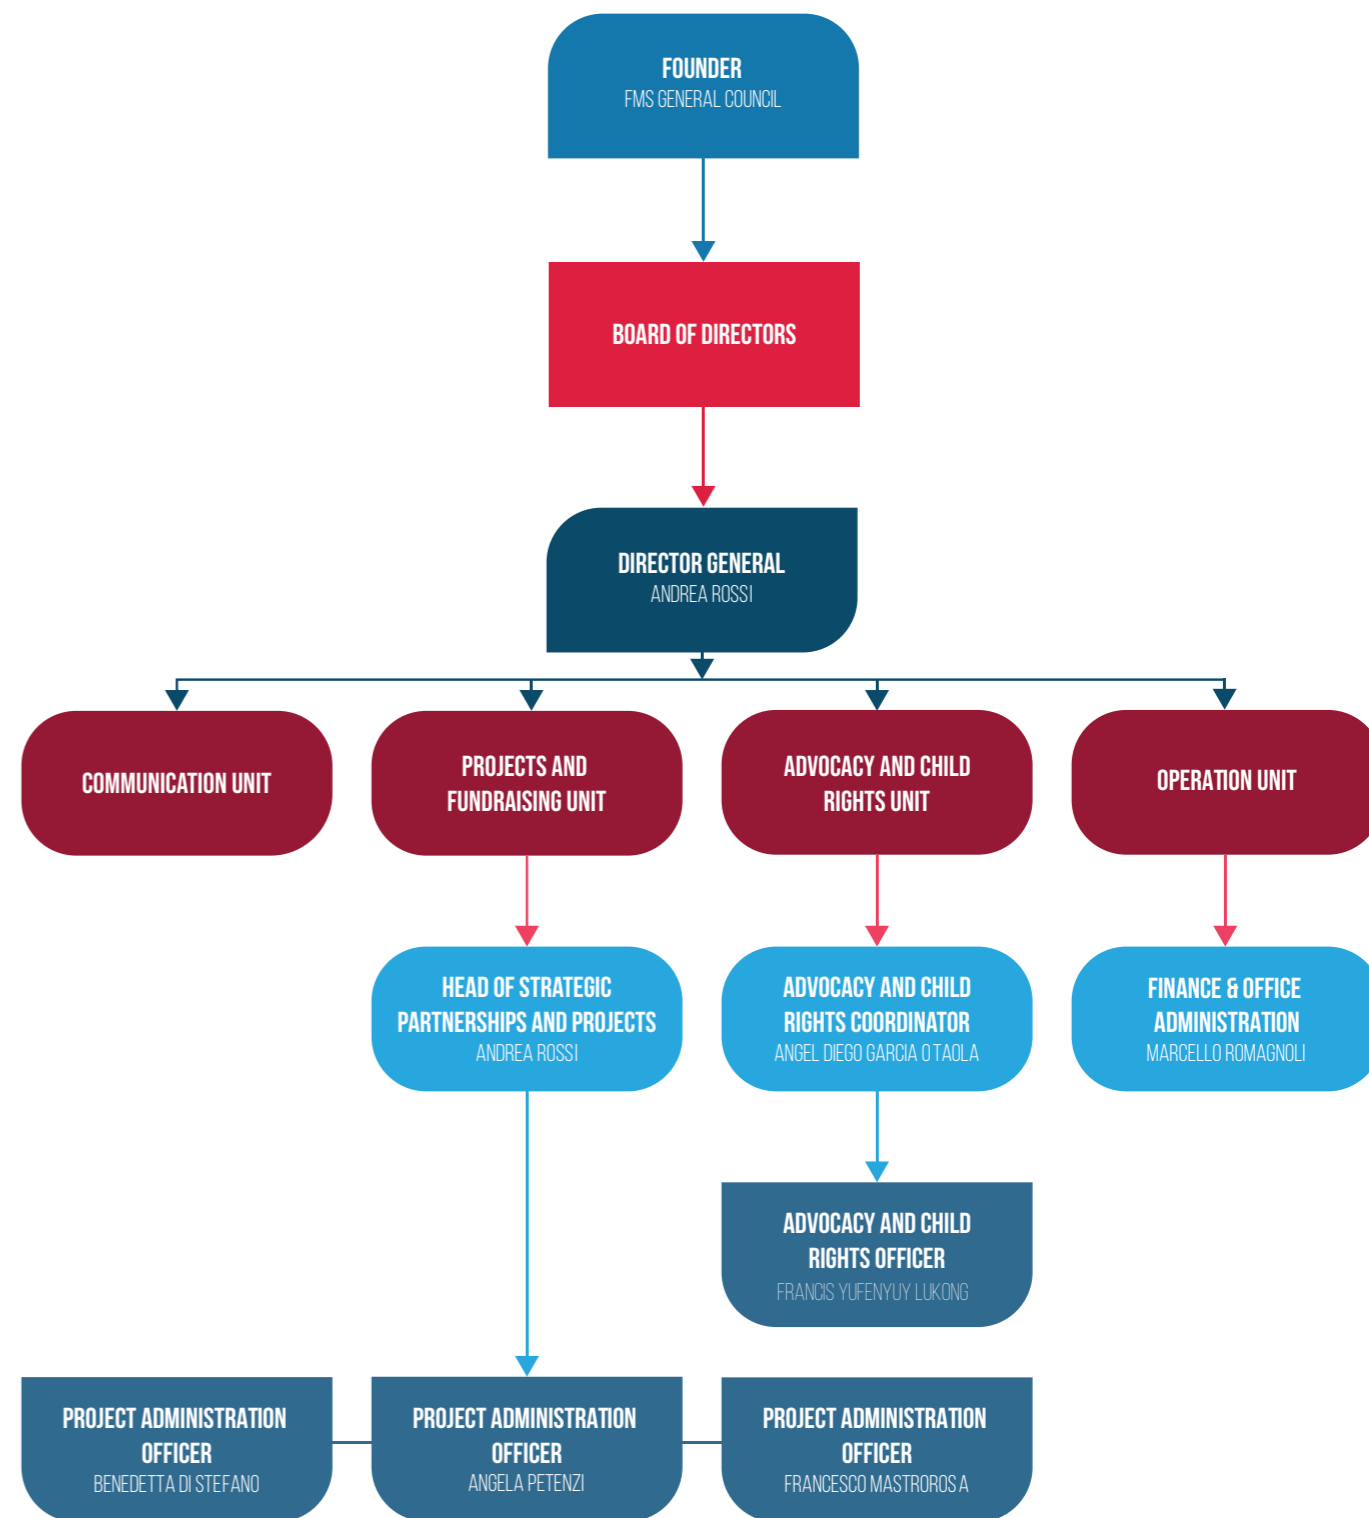 FOUNDER
FMS GENERAL COUNCIL
BOARD OF DIRECTORS
DIRECTOR GENERAL
ANDREA ROSSI
COMMUNICATION UNIT
PROJECTS AND
FUNDRAISING UNIT
ADVOCACY AND CHILD
RIGHTS UNIT
OPERATION UNIT
HEAD OF STRATEGIC
PARTNERSHIPS AND PROJECTS
ANDREA ROSSI
ADVOCACY AND CHILD
RIGHTS COORDINATOR
ANGEL DIEGO GARCIA OTAOLA
FINANCE & OFFICE
ADMINISTRATION
MARCELLO ROMAGNOLI
ADVOCACY AND CHILD
RIGHTS OFFICER
FRANCIS YUFENYUY LUKONG
PROJECT ADMINISTRATION
OFFICER
BENEDETTA DI STEFANO
PROJECT ADMINISTRATION
OFFICER
ANGELA PETENZI
PROJECT ADMINISTRATION
OFFICER
FRANCESCO MASTROROSA